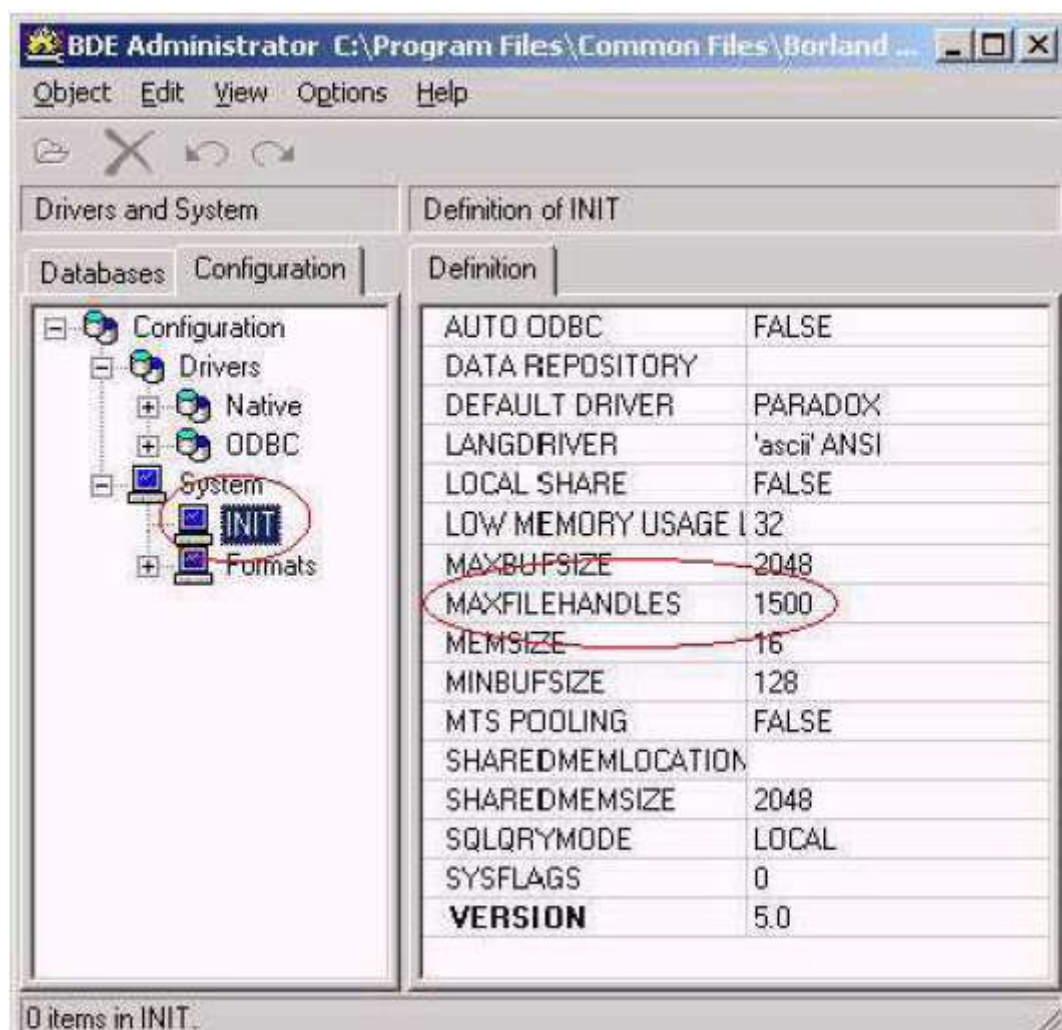 BDE Administrator C:\Program Files\Common Files\Borland ...
Object Edit View Options Help
Drivers and System
Definition of INIT
Databases Configuration
Definition
Configuration
Drivers
Native
ODBC
System
INIT
Formats
AUTO ODBC FALSE
DATA REPOSITORY
DEFAULT DRIVER PARADOX
LANGDRIVER 'ascii' ANSI
LOCAL SHARE FALSE
LOW MEMORY USAGE L 32
MAXBUFSIZE 2048
MAXFILEHANDLES 1500
MEMSIZE 16
MINBUFSIZE 128
MTS POOLING FALSE
SHAREDMEMLOCATION
SHAREDMEMSIZE 2048
SQLQRYMODE LOCAL
SYSFLAGS 0
VERSION 5.0
0 items in INIT.